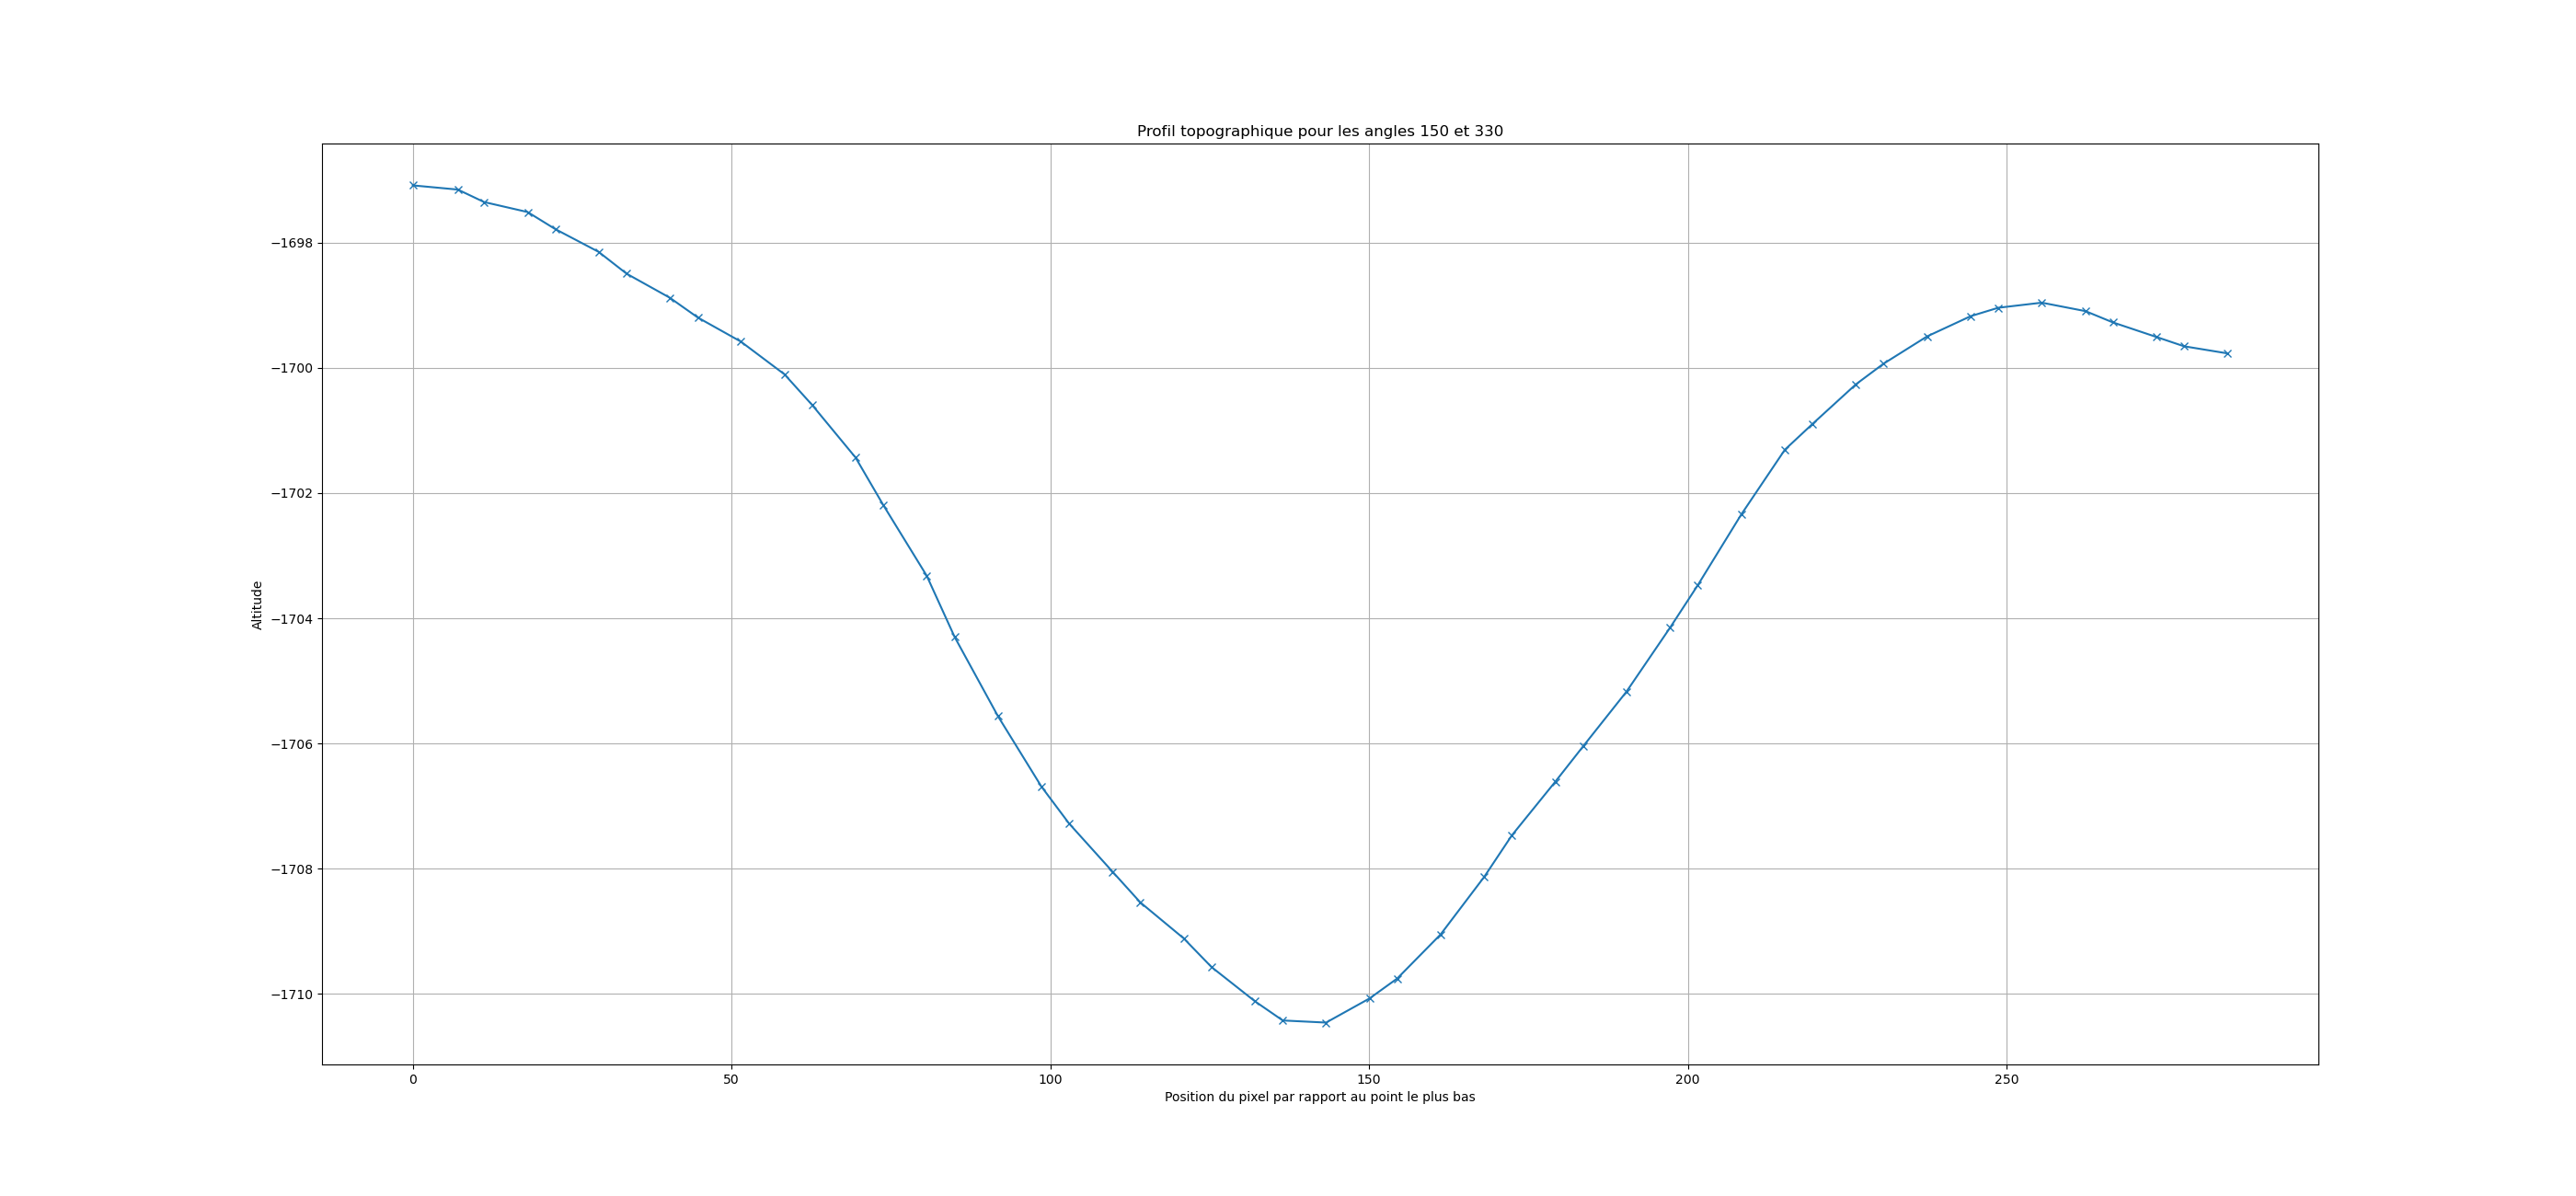 Profil topographique pour les angles 150 et 330
−1698
−1700
−1702
−1704
−1706
−1708
−1710
Altitude
0 50 100 150 200 250
Position du pixel par rapport au point le plus bas